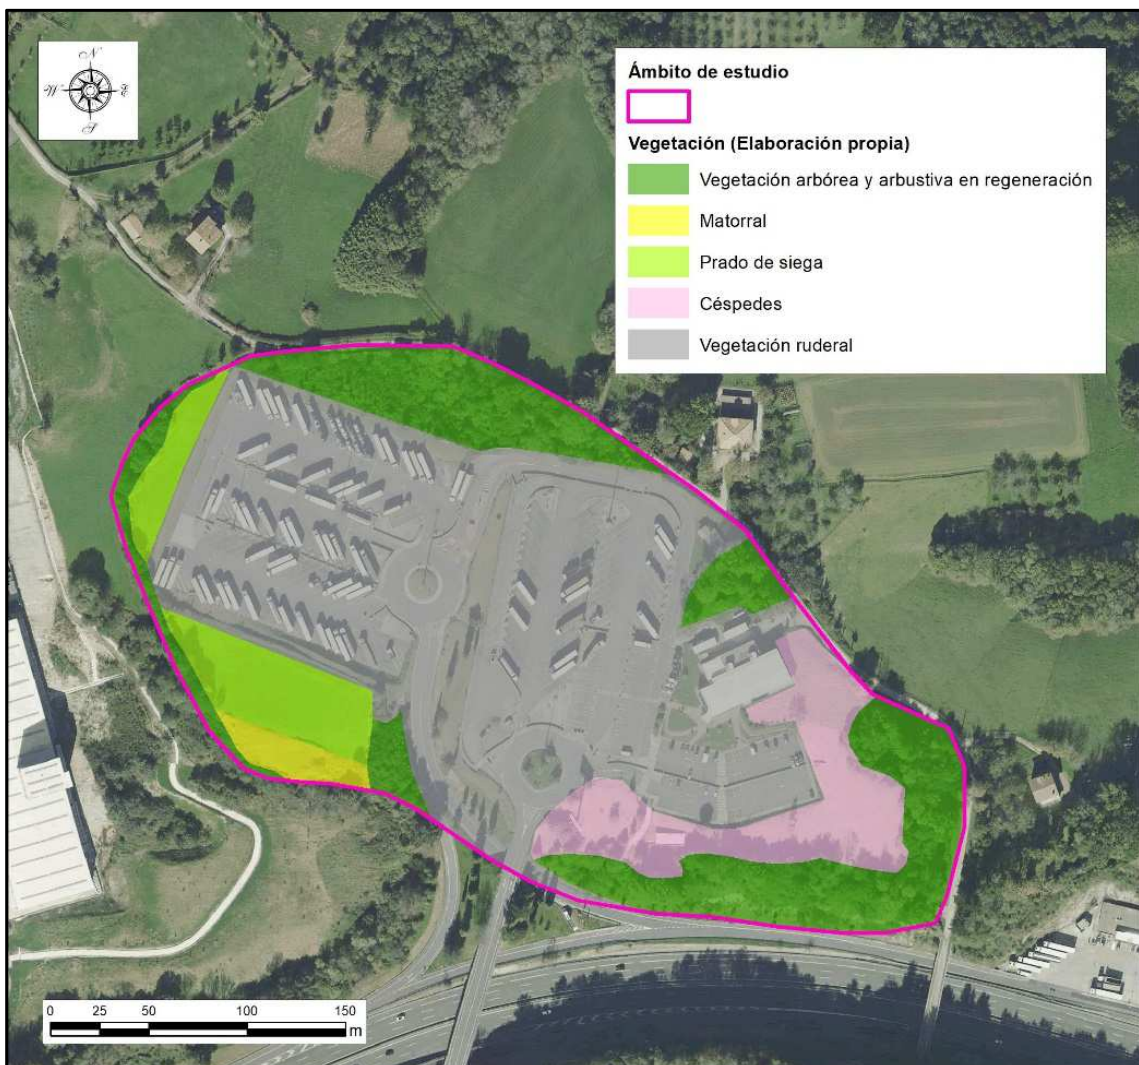 N
W
E
S
Ámbito de estudio
Vegetación (Elaboración propia)
Vegetación arbórea y arbustiva en regeneración
Matorral
Prado de siega
Céspedes
Vegetación ruderal
0 25 50 100 150
m